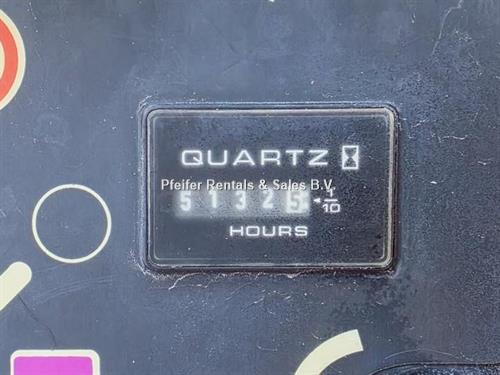 QUARTZ
Pfeifer Rentals & Sales B.V.
51325 1/10
HOURS